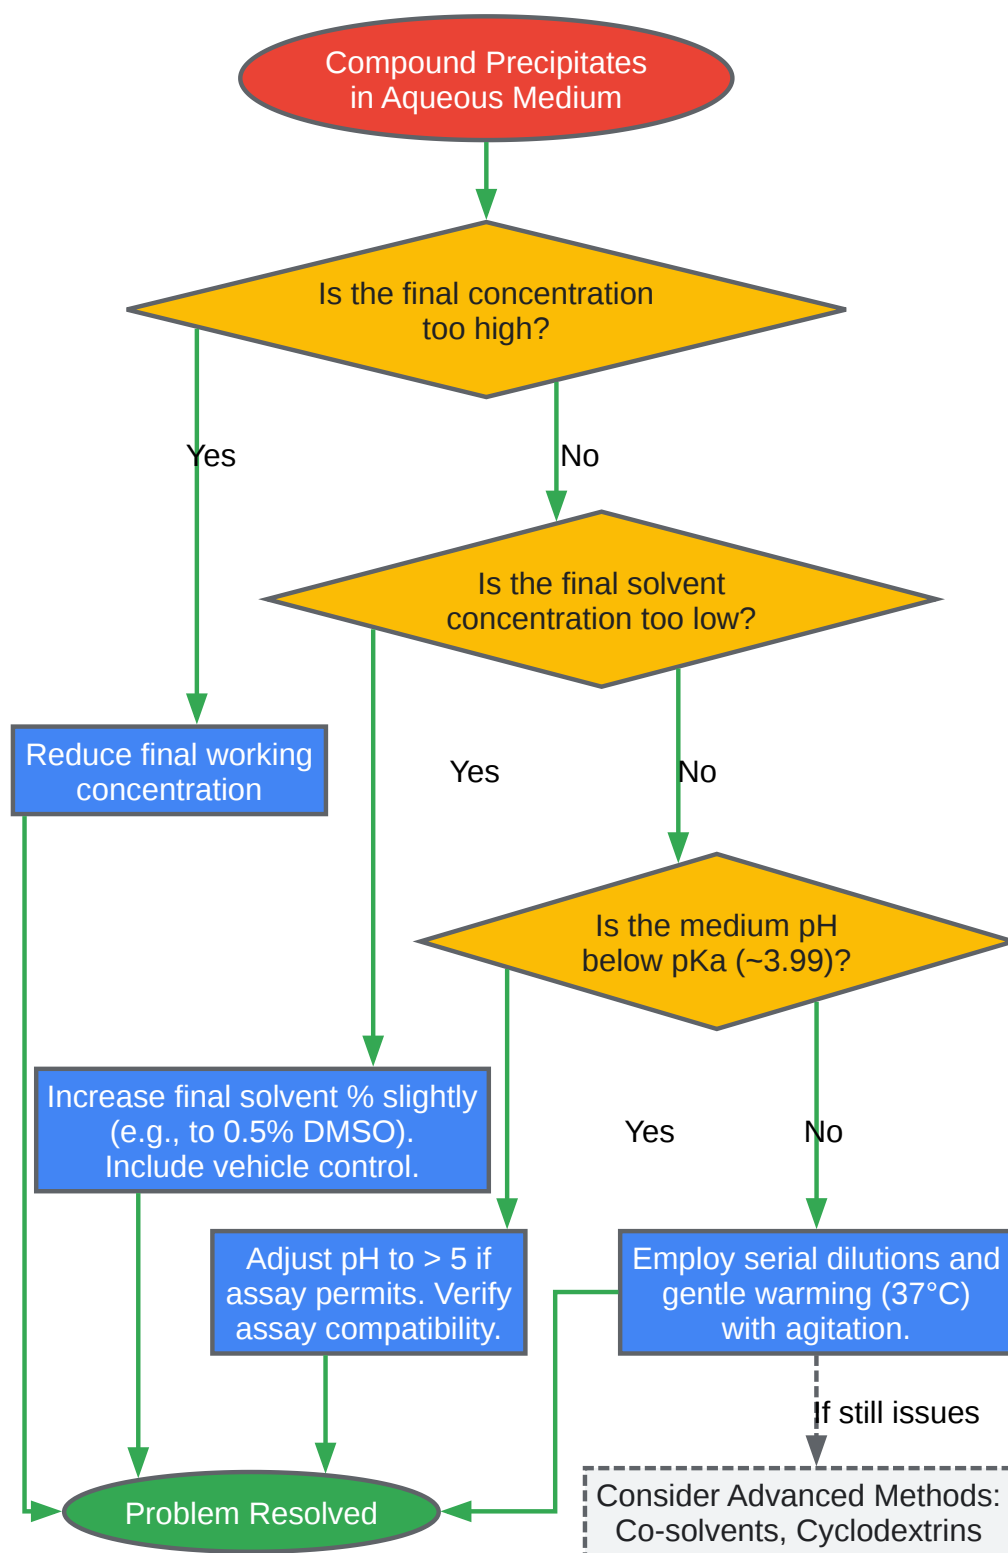 Compound Precipitates
in Aqueous Medium
Is the final concentration
too high?
Yes
No
Is the final solvent
concentration too low?
Reduce final working
concentration
Yes
No
Is the medium pH
below pKa (~3.99)?
Increase final solvent % slightly
(e.g., to 0.5% DMSO).
Include vehicle control.
Yes
No
Adjust pH to > 5 if
assay permits. Verify
assay compatibility.
Employ serial dilutions and
gentle warming (37°C)
with agitation.
If still issues
Problem Resolved
Consider Advanced Methods:
Co-solvents, Cyclodextrins